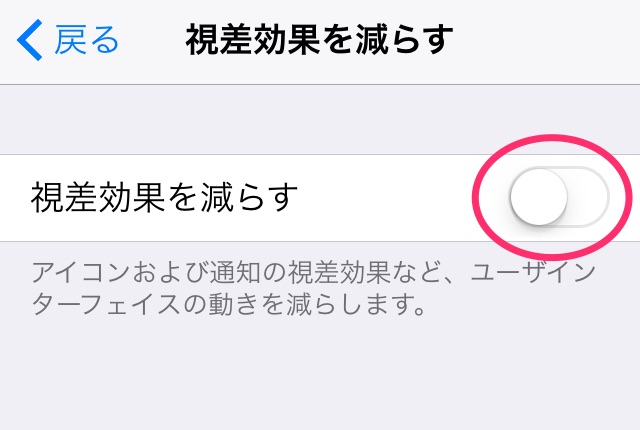 戻る
視差効果を減らす
視差効果を減らす
アイコンおよび通知の視差効果など、ユーザイン
ターフェイスの動きを減らします。